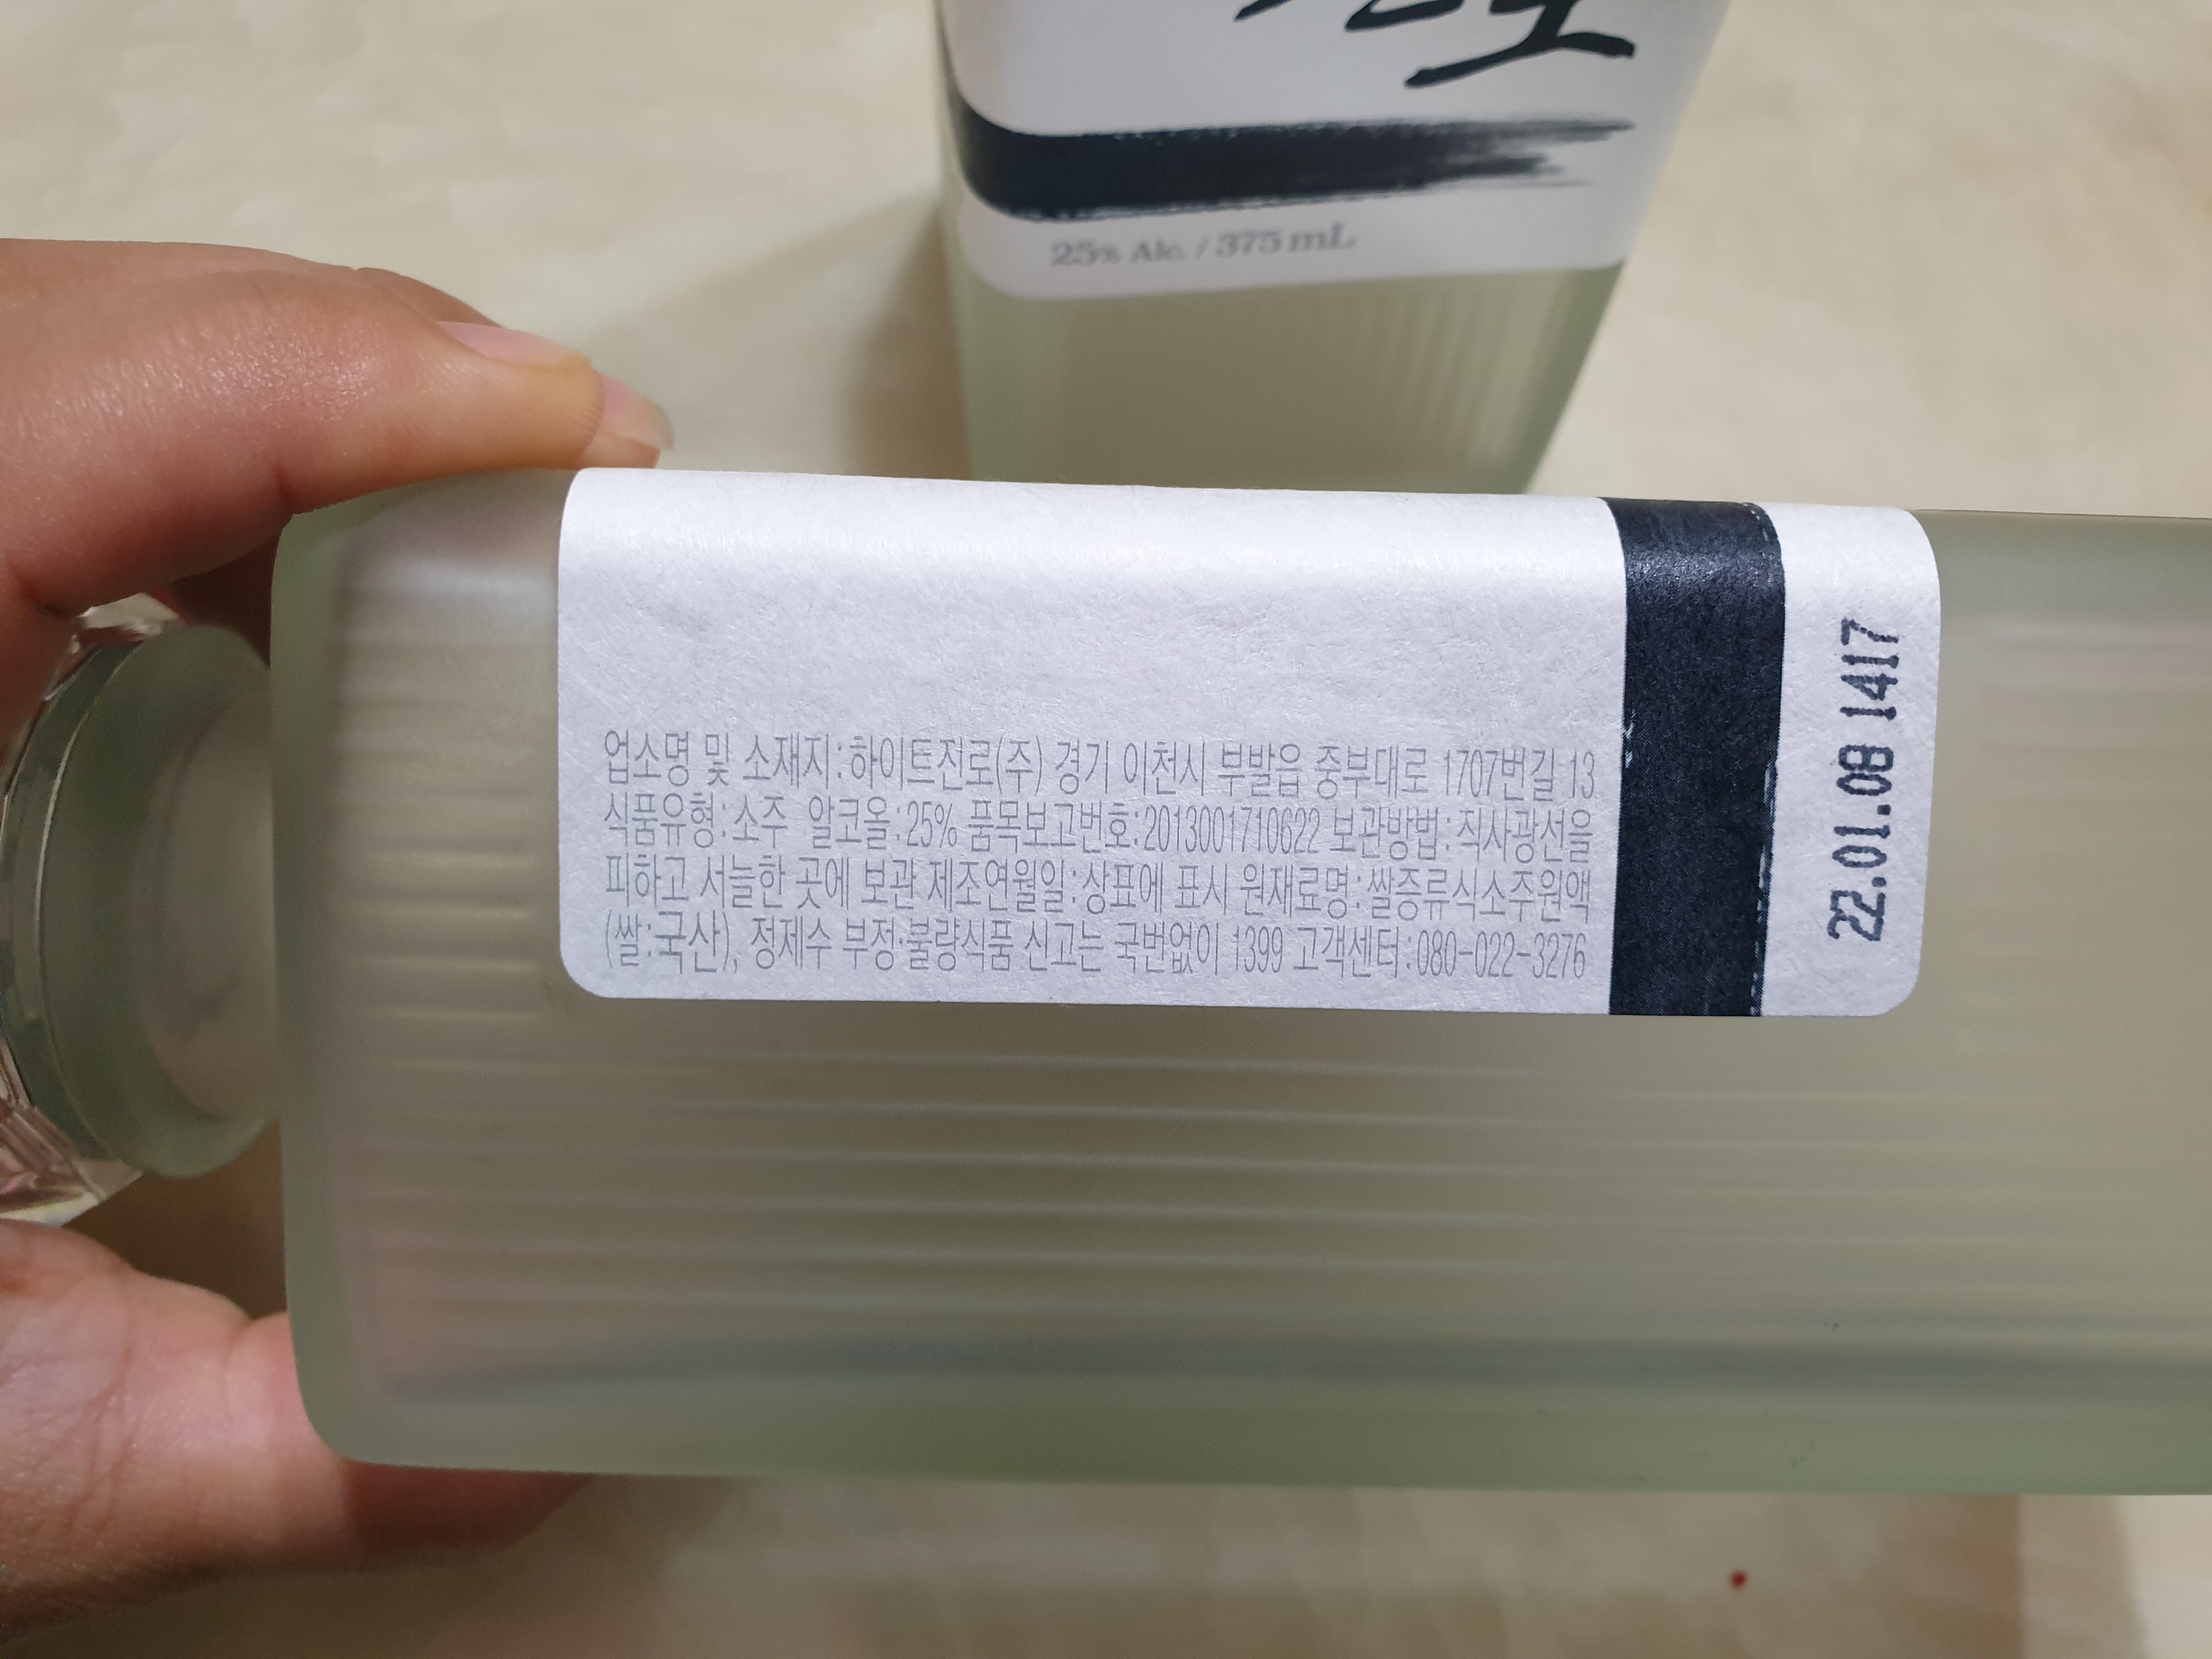 25% Alc. / 375 mL
업소명 및 소재지:하이트진로(주) 경기 이천시 부발읍 중부대로 1707번길 13
식품유형:소주 알코올:25% 품목보고번호:2013001710622 보관방법:직사광선을
피하고 서늘한 곳에 보관 제조연월일:상표에 표시 원재료명:쌀증류식소주원액
(쌀:국산), 정제수 부정·불량식품 신고는 국번없이 1399 고객센터:080-022-3276
22.01.08 1417